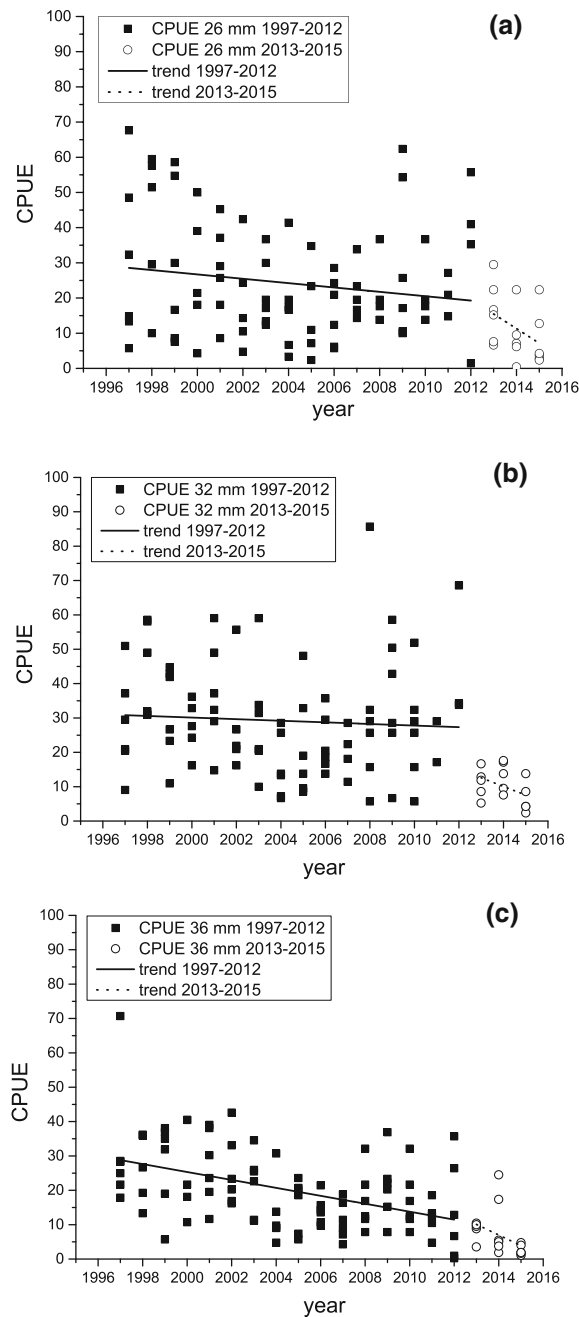 (a)
100
90
80
70
60
50
40
30
20
10
0
CPUE
CPUE 26 mm 1997-2012
CPUE 26 mm 2013-2015
trend 1997-2012
trend 2013-2015
1996 1998 2000 2002 2004 2006 2008 2010 2012 2014 2016
year
(b)
100
90
80
70
60
50
40
30
20
10
0
CPUE
CPUE 32 mm 1997-2012
CPUE 32 mm 2013-2015
trend 1997-2012
trend 2013-2015
1996 1998 2000 2002 2004 2006 2008 2010 2012 2014 2016
year
(c)
100
90
80
70
60
50
40
30
20
10
0
CPUE
CPUE 36 mm 1997-2012
CPUE 36 mm 2013-2015
trend 1997-2012
trend 2013-2015
1996 1998 2000 2002 2004 2006 2008 2010 2012 2014 2016
year